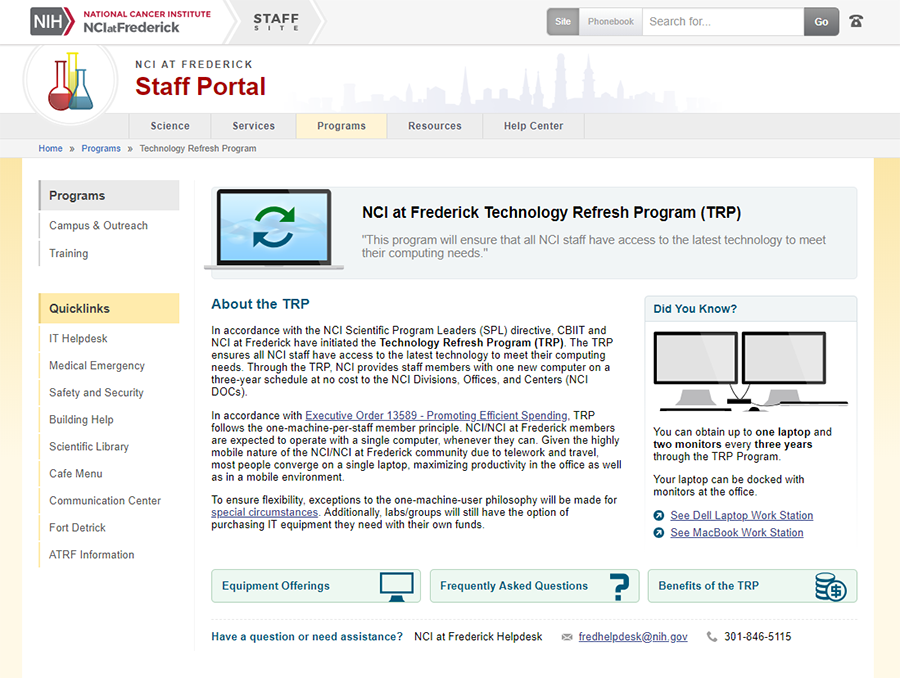 NIH NATIONAL CANCER INSTITUTE
NCIatFrederick
STAFF
SITE
Site Phonebook Search for... Go
NCI AT FREDERICK
Staff Portal
Science Services Programs Resources Help Center
Home » Programs » Technology Refresh Program
Programs
Campus & Outreach
Training
Quicklinks
IT Helpdesk
Medical Emergency
Safety and Security
Building Help
Scientific Library
Cafe Menu
Communication Center
Fort Detrick
ATRF Information
NCI at Frederick Technology Refresh Program (TRP)
"This program will ensure that all NCI staff have access to the latest technology to meet
their computing needs."
About the TRP
In accordance with the NCI Scientific Program Leaders (SPL) directive, CBIIT and
NCI at Frederick have initiated the Technology Refresh Program (TRP). The TRP
ensures all NCI staff have access to the latest technology to meet their computing
needs. Through the TRP, NCI provides staff members with one new computer on a
three-year schedule at no cost to the NCI Divisions, Offices, and Centers (NCI
DOCs).
In accordance with Executive Order 13589 - Promoting Efficient Spending, TRP
follows the one-machine-per-staff member principle. NCI/NCI at Frederick members
are expected to operate with a single computer, whenever they can. Given the highly
mobile nature of the NCI/NCI at Frederick community due to telework and travel,
most people converge on a single laptop, maximizing productivity in the office as well
as in a mobile environment.
To ensure flexibility, exceptions to the one-machine-user philosophy will be made for
special circumstances. Additionally, labs/groups will still have the option of
purchasing IT equipment they need with their own funds.
Did You Know?
You can obtain up to one laptop and
two monitors every three years
through the TRP Program.
Your laptop can be docked with
monitors at the office.
See Dell Laptop Work Station
See MacBook Work Station
Equipment Offerings Frequently Asked Questions ? Benefits of the TRP $
Have a question or need assistance? NCI at Frederick Helpdesk fredhelpdesk@nih.gov 301-846-5115